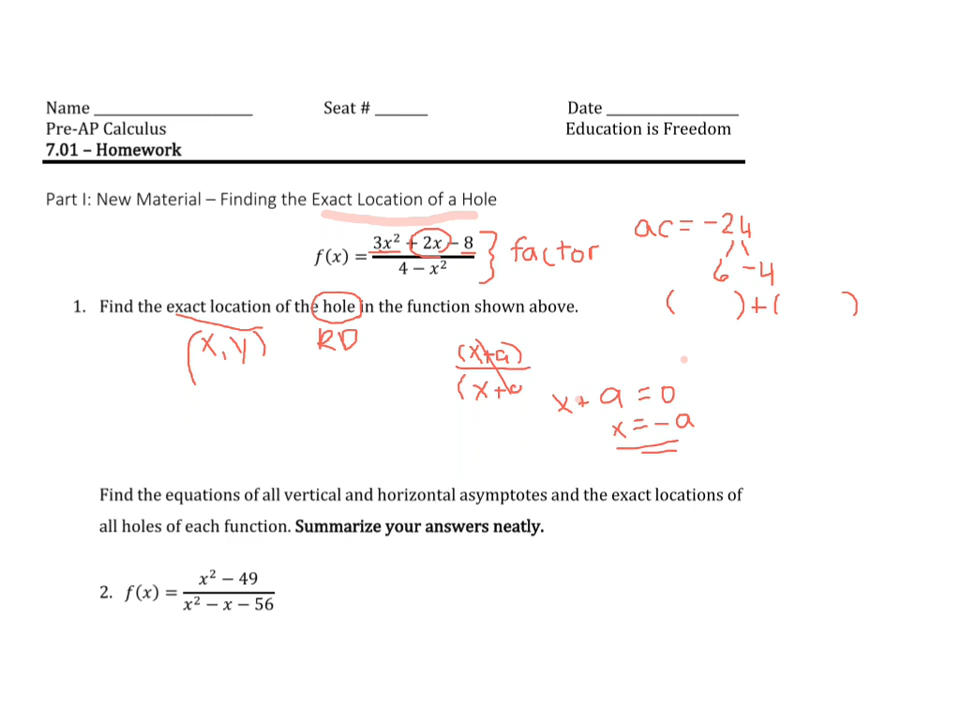 Name ____________________ Seat # ______ Date ________________
Pre-AP Calculus Education is Freedom
7.01 – Homework
Part I: New Material – Finding the Exact Location of a Hole
f(x) = (3x² + 2x – 8)/(4 – x²) } factor
ac = -24
6 -4
1. Find the exact location of the hole in the function shown above.
( ) + ( )
(x, y) RD
(x+a)
(x+a
x + a = 0
x = -a
Find the equations of all vertical and horizontal asymptotes and the exact locations of
all holes of each function. Summarize your answers neatly.
2. f(x) = (x² – 49)/(x² – x – 56)